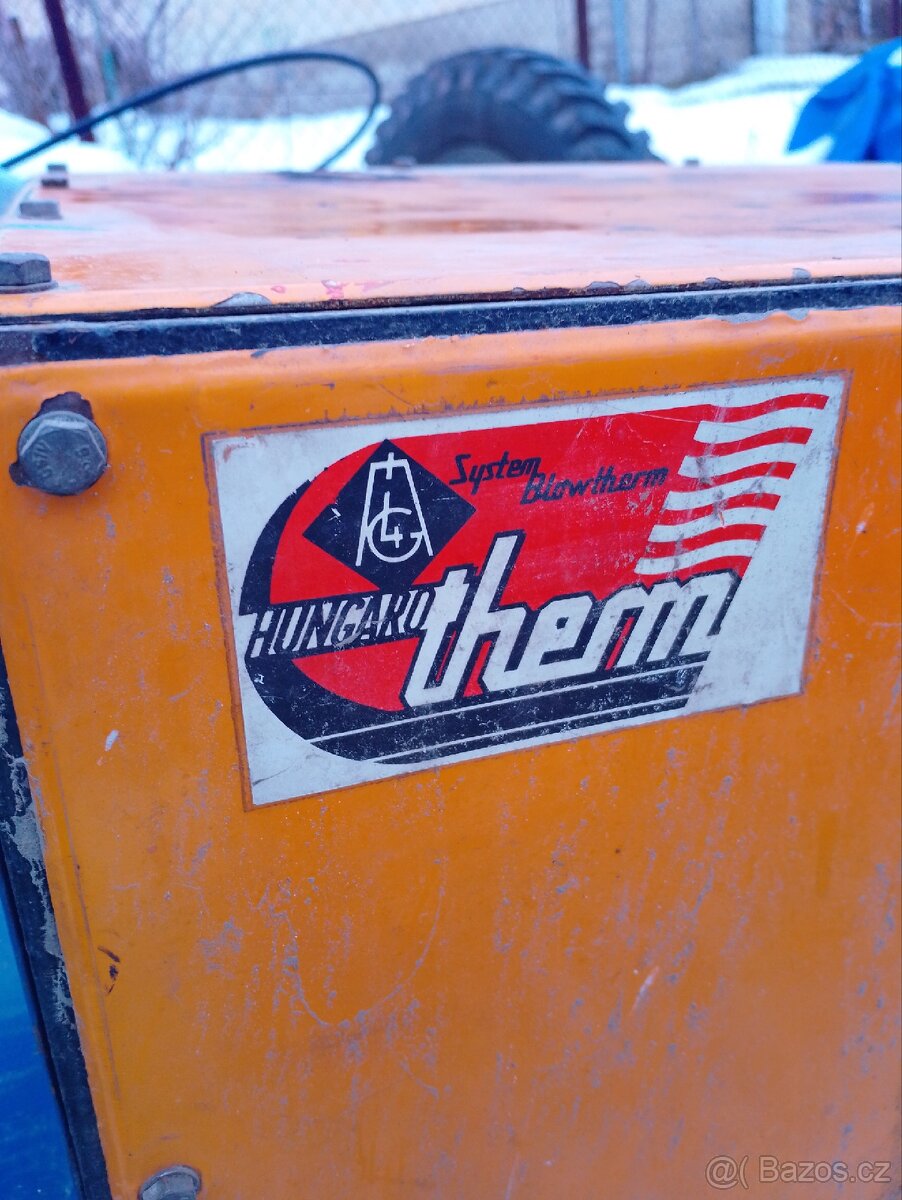 System
Blowtherm
HUNGARO
therm
@( Bazos.cz